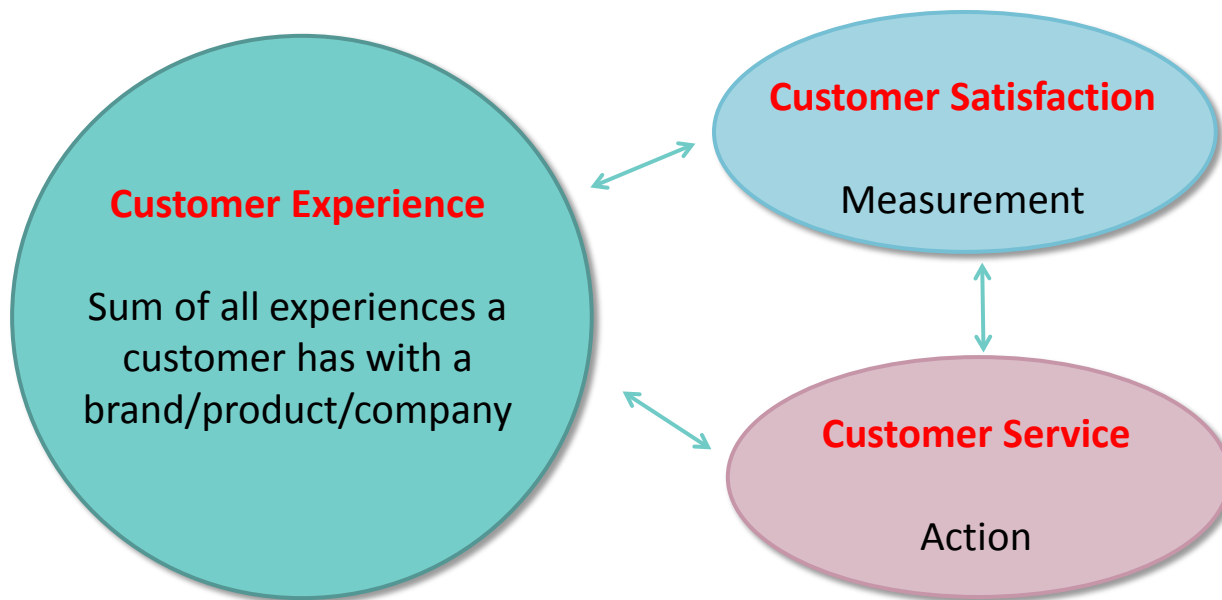 Customer Experience
Sum of all experiences a
customer has with a
brand/product/company
Customer Satisfaction
Measurement
Customer Service
Action